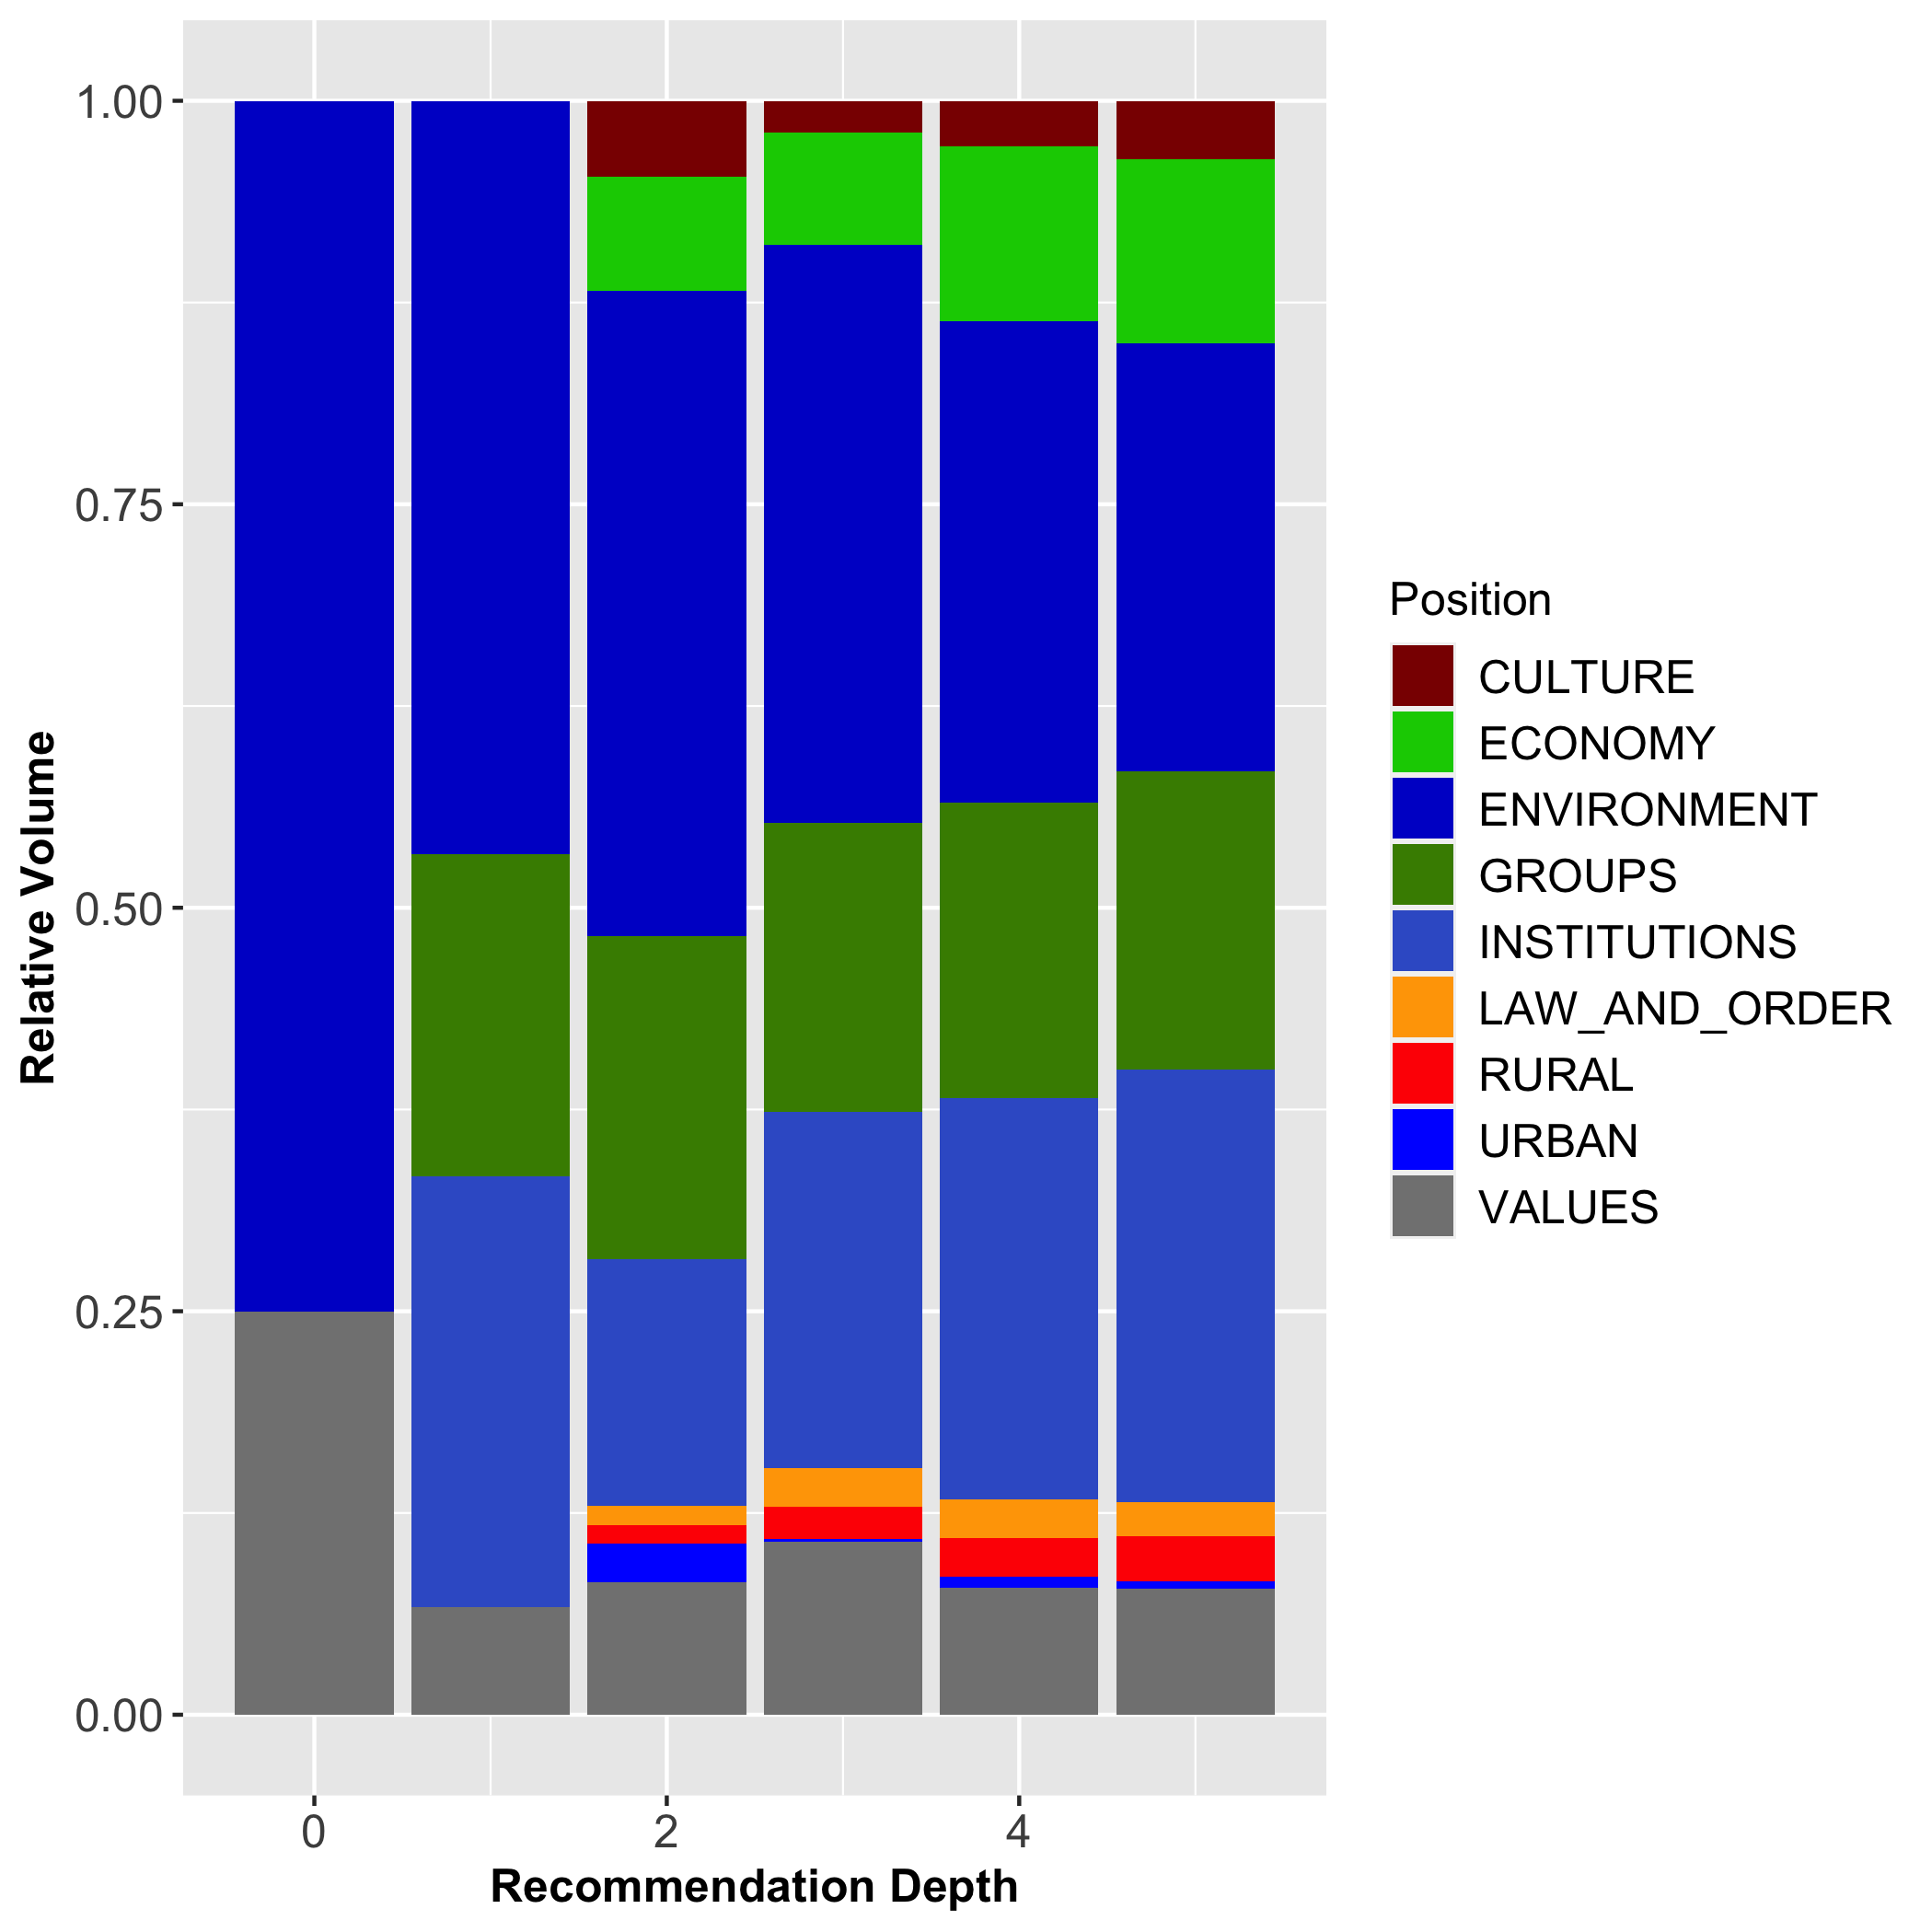 1.00
0.75
0.50
0.25
0.00
Relative Volume
0
2
4
Recommendation Depth
Position
CULTURE
ECONOMY
ENVIRONMENT
GROUPS
INSTITUTIONS
LAW_AND_ORDER
RURAL
URBAN
VALUES